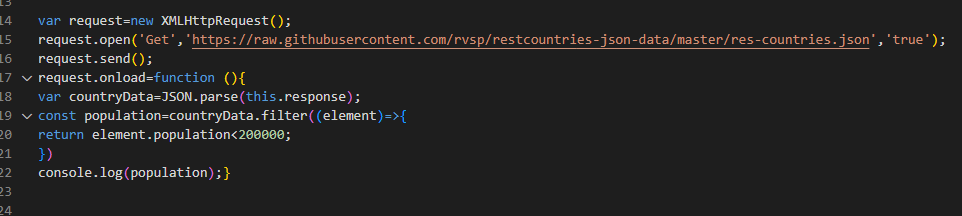 13
14 var request=new XMLHttpRequest();
15 request.open('Get','https://raw.githubusercontent.com/rvsp/restcountries-json-data/master/res-countries.json','true');
16 request.send();
17 request.onload=function (){
18 var countryData=JSON.parse(this.response);
19 const population=countryData.filter((element)=>{
20 return element.population<200000;
21 })
22 console.log(population);}
23
24